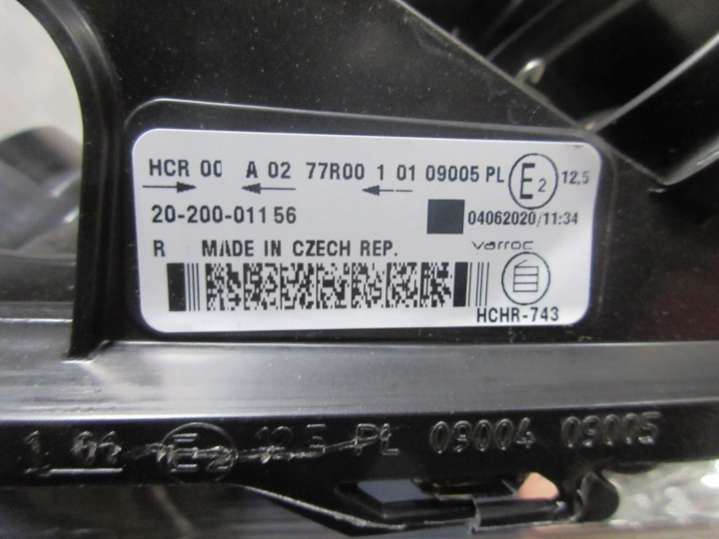 HCR 00 A 02 77R00 1 01 09005 PL E2 12,5
20-200-01156 04062020/11:34
R MADE IN CZECH REP. varroc
HCHR-743
1 E2 12.5 PL 09004 09005